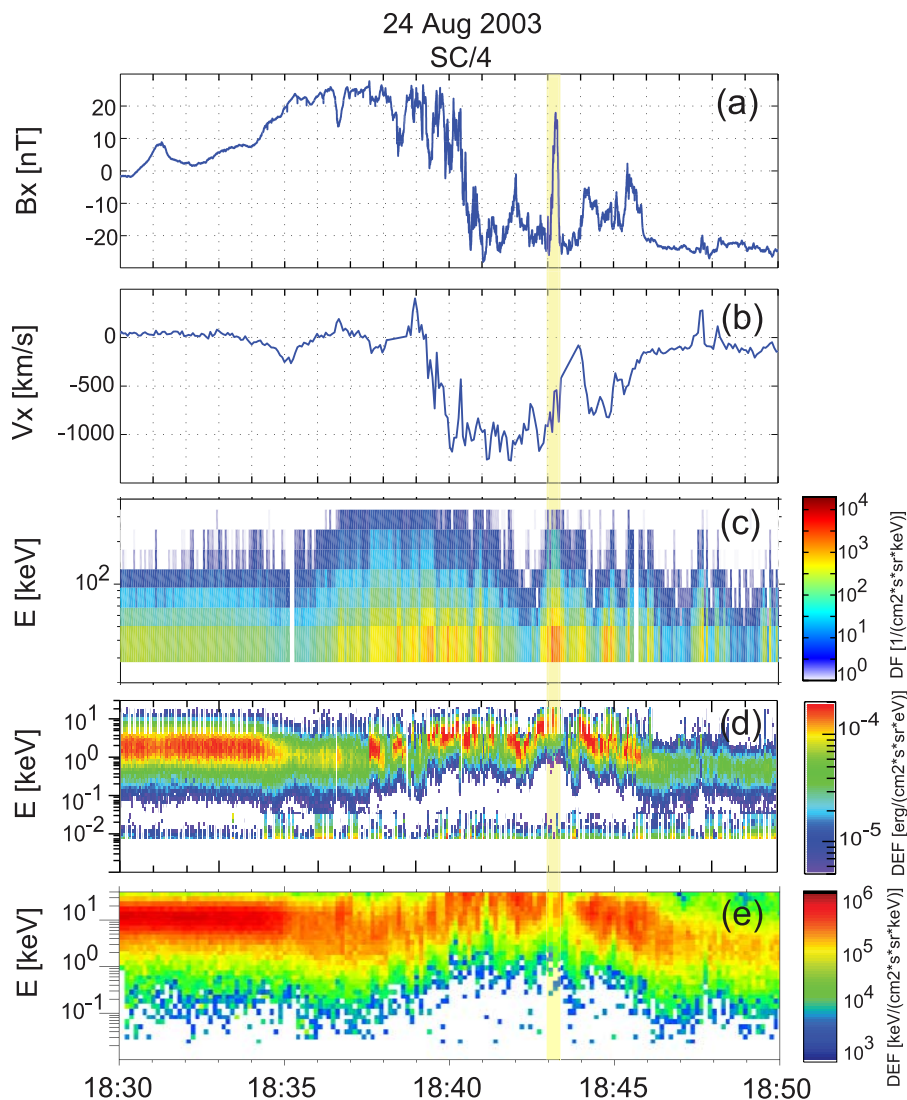 24 Aug 2003
SC/4
(a)
Bx [nT]
20
10
0
-10
-20
(b)
Vx [km/s]
0
-500
-1000
(c)
E [keV]
10²
10⁴
10³
10²
10¹
10⁰
DF [1/(cm2*s*sr*keV)]
(d)
E [keV]
10¹
10⁰
10⁻¹
10⁻²
10⁻⁴
10⁻⁵
DEF [erg/(cm2*s*sr*eV)]
(e)
E [keV]
10¹
10⁰
10⁻¹
10⁶
10⁵
10⁴
10³
DEF [keV/(cm2*s*sr*keV)]
18:30 18:35 18:40 18:45 18:50